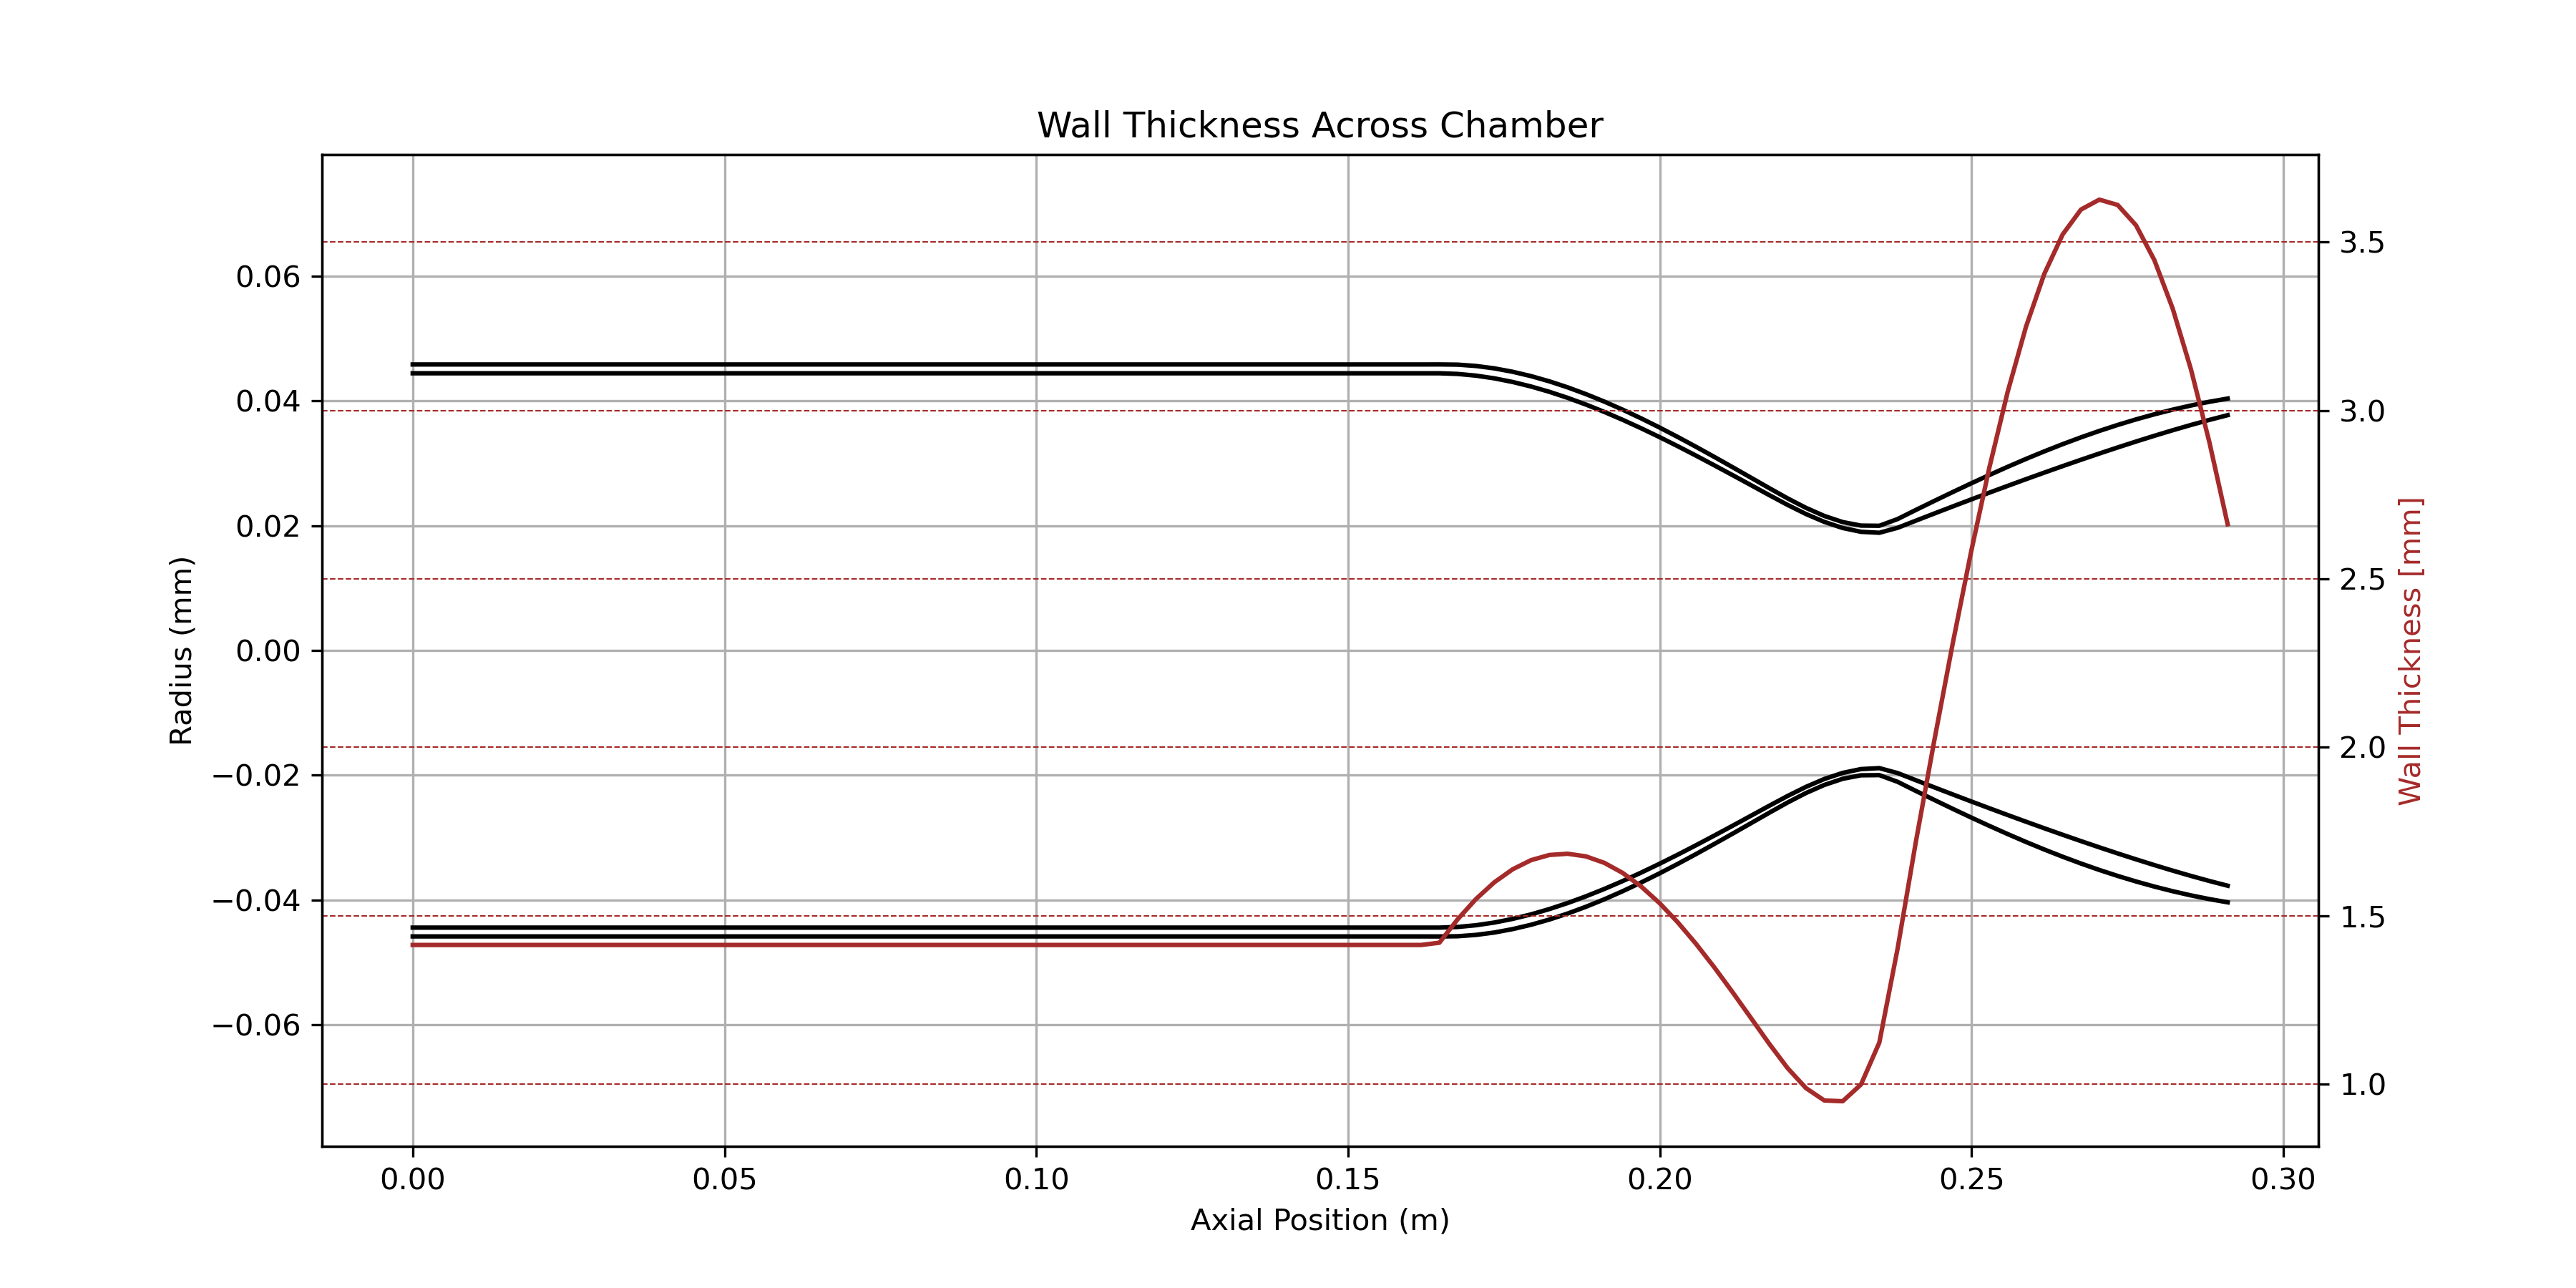 Wall Thickness Across Chamber
Radius (mm)
0.06
0.04
0.02
0.00
−0.02
−0.04
−0.06
3.5
3.0
2.5
2.0
1.5
1.0
Wall Thickness [mm]
0.00 0.05 0.10 0.15 0.20 0.25 0.30
Axial Position (m)